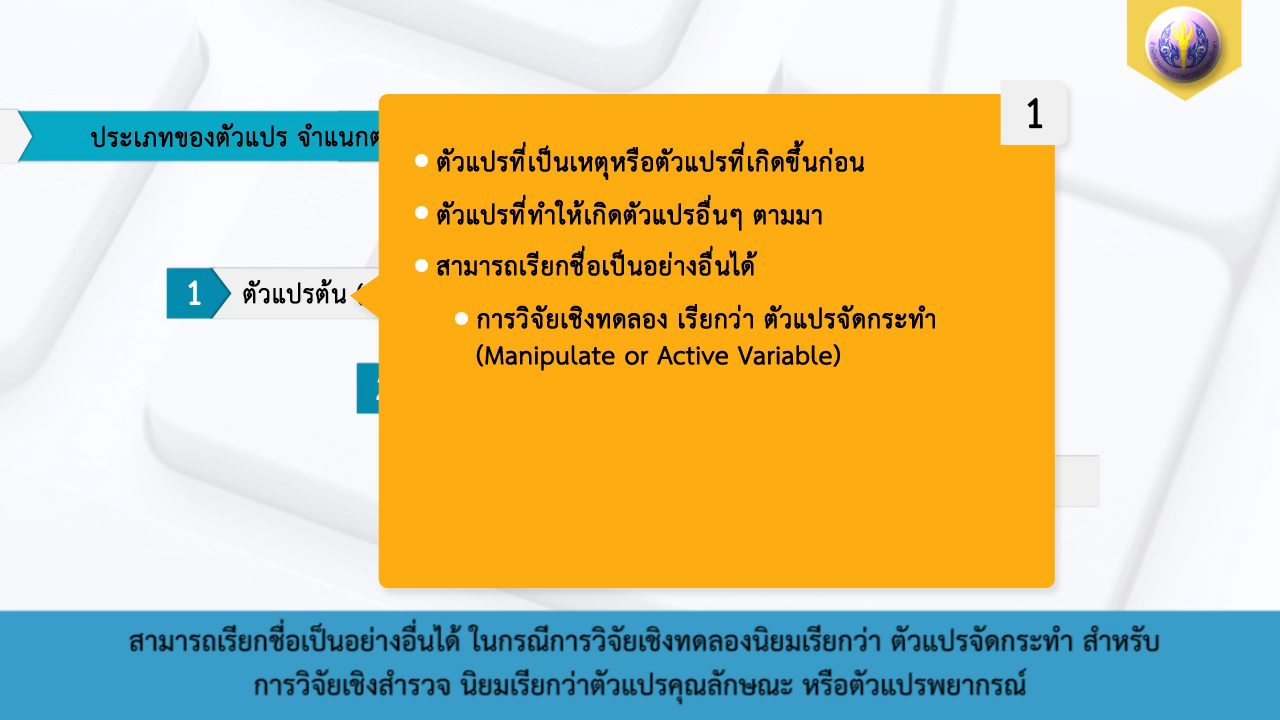 ประเภทของตัวแปร จำแนกต
1
ตัวแปรที่เป็นเหตุหรือตัวแปรที่เกิดขึ้นก่อน
ตัวแปรที่ทำให้เกิดตัวแปรอื่นๆ ตามมา
สามารถเรียกชื่อเป็นอย่างอื่นได้
1 ตัวแปรต้น (
การวิจัยเชิงทดลอง เรียกว่า ตัวแปรจัดกระทำ
(Manipulate or Active Variable)
สามารถเรียกชื่อเป็นอย่างอื่นได้ ในกรณีการวิจัยเชิงทดลองนิยมเรียกว่า ตัวแปรจัดกระทำ สำหรับ
การวิจัยเชิงสำรวจ นิยมเรียกว่าตัวแปรคุณลักษณะ หรือตัวแปรพยากรณ์